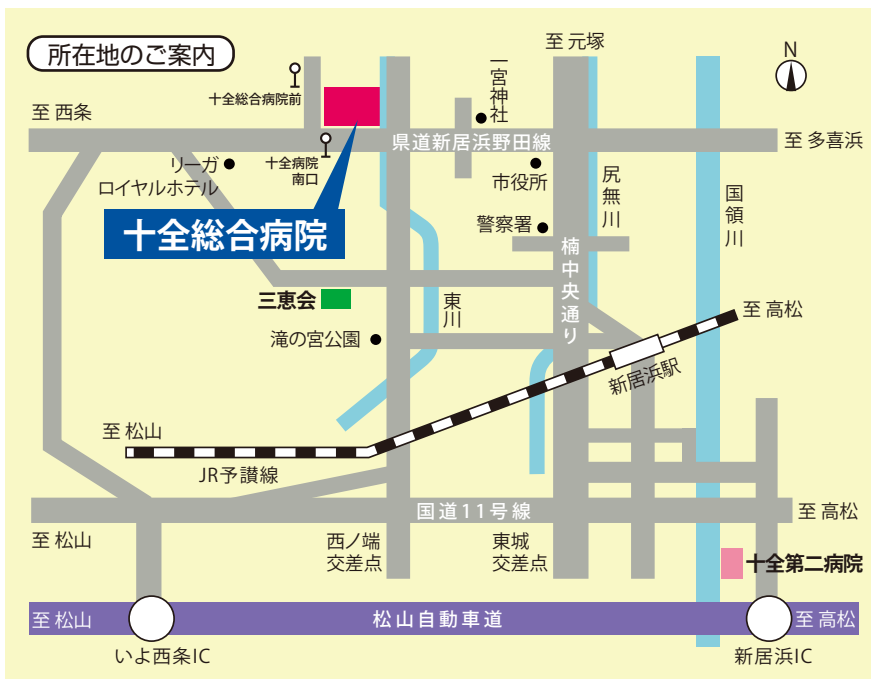 所在地のご案内
至 元塚
N
一宮神社
十全総合病院前
至 西条
県道新居浜野田線
至 多喜浜
リーガ
ロイヤルホテル
十全病院
南口
市役所
尻無川
国領川
警察署
十全総合病院
楠中央通り
三恵会
東川
至 高松
滝の宮公園
新居浜駅
至 松山
JR予讃線
国道11号線
至 高松
至 松山
西ノ端
交差点
東城
交差点
十全第二病院
至 松山
松山自動車道
至 高松
いよ西条IC
新居浜IC